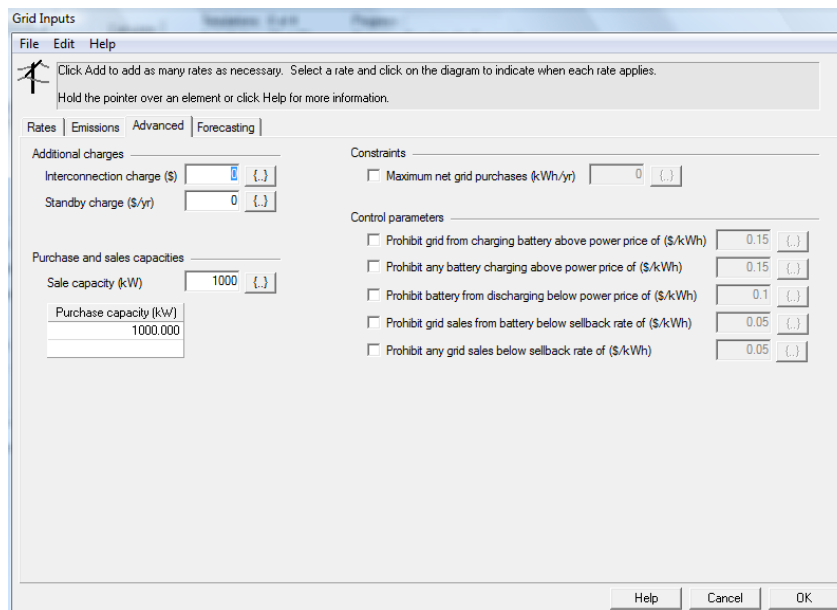 Grid Inputs
File Edit Help
Click Add to add as many rates as necessary. Select a rate and click on the diagram to indicate when each rate applies.
Hold the pointer over an element or click Help for more information.
Rates Emissions Advanced Forecasting
Additional charges
Interconnection charge ($) 0 {..}
Standby charge ($/yr) 0 {..}
Purchase and sales capacities
Sale capacity (kW) 1000 {..}
Purchase capacity (kW)
1000.000
Constraints
Maximum net grid purchases (kWh/yr) 0 {..}
Control parameters
Prohibit grid from charging battery above power price of ($/kWh) 0.15 {..}
Prohibit any battery charging above power price of ($/kWh) 0.15 {..}
Prohibit battery from discharging below power price of ($/kWh) 0.1 {..}
Prohibit grid sales from battery below sellback rate of ($/kWh) 0.05 {..}
Prohibit any grid sales below sellback rate of ($/kWh) 0.05 {..}
Help Cancel OK